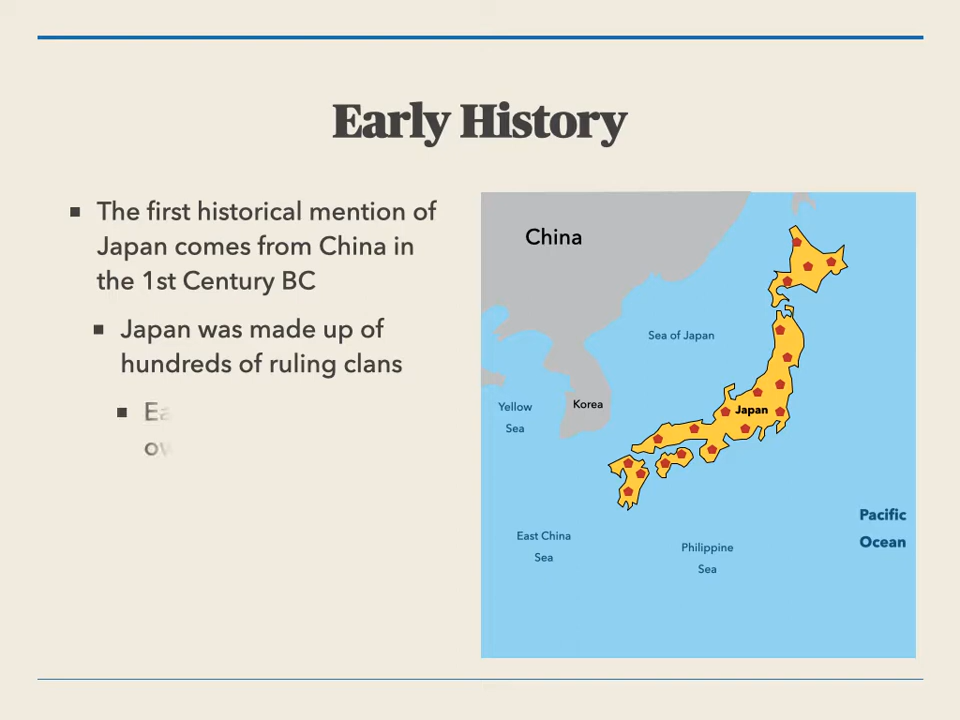 Early History
■ The first historical mention of
Japan comes from China in
the 1st Century BC
■ Japan was made up of
hundreds of ruling clans
China
Sea of Japan
Korea
Yellow
Sea
Japan
Pacific
Ocean
East China
Sea
Philippine
Sea